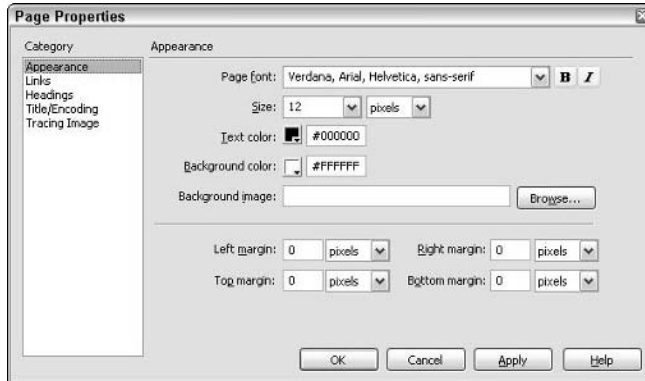 Page Properties
Category
Appearance
Links
Headings
Title/Encoding
Tracing Image
Appearance
Page font: Verdana, Arial, Helvetica, sans-serif B I
Size: 12 pixels
Text color: #000000
Background color: #FFFFFF
Background image: Browse...
Left margin: 0 pixels Right margin: 0 pixels
Top margin: 0 pixels Bottom margin: 0 pixels
OK Cancel Apply Help